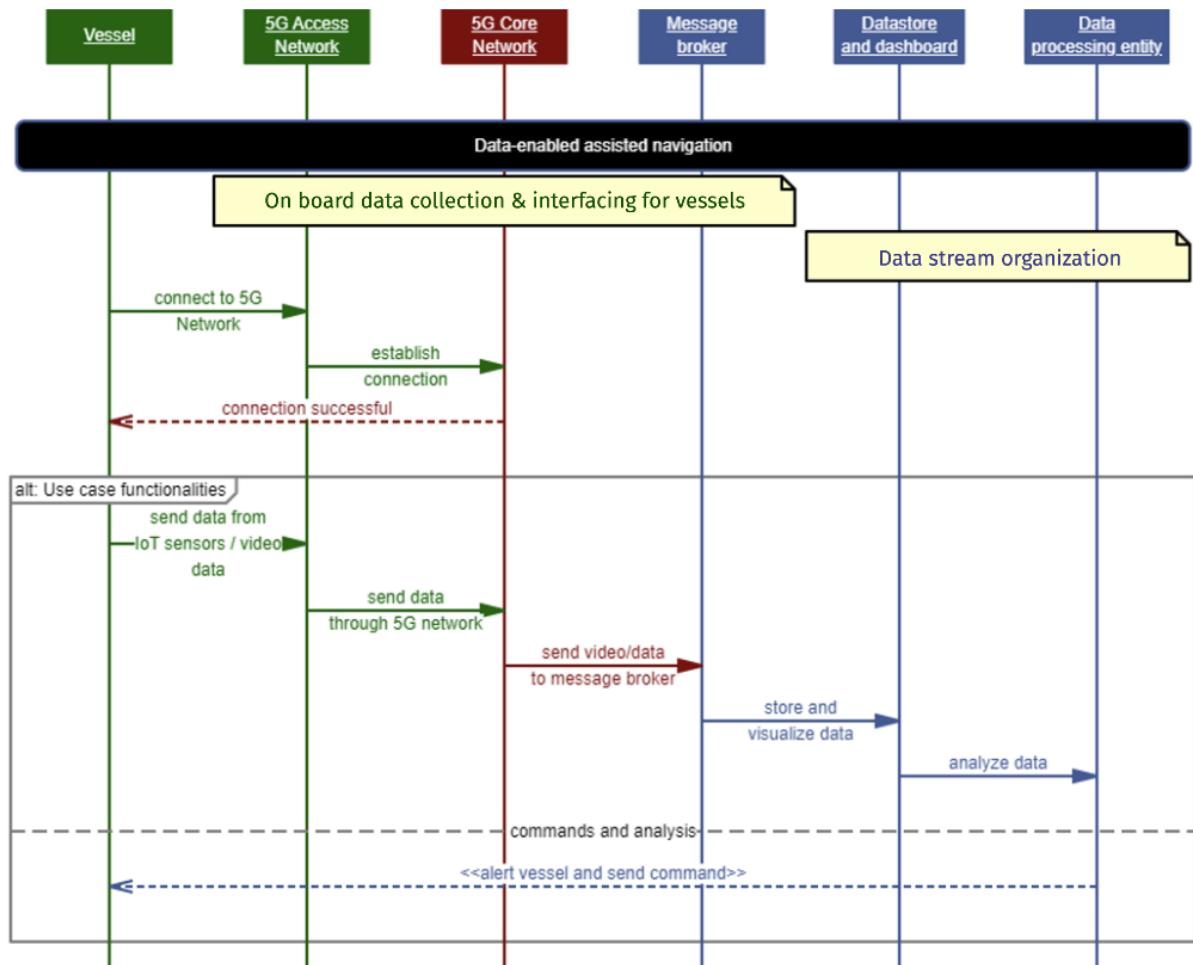 Vessel
5G Access
Network
5G Core
Network
Message
broker
Datastore
and dashboard
Data
processing entity
Data-enabled assisted navigation
On board data collection & interfacing for vessels
Data stream organization
connect to 5G
Network
establish
connection
connection successful
alt: Use case functionalities
send data from
IoT sensors / video
data
send data
through 5G network
send video/data
to message broker
store and
visualize data
analyze data
commands and analysis
<<alert vessel and send command>>